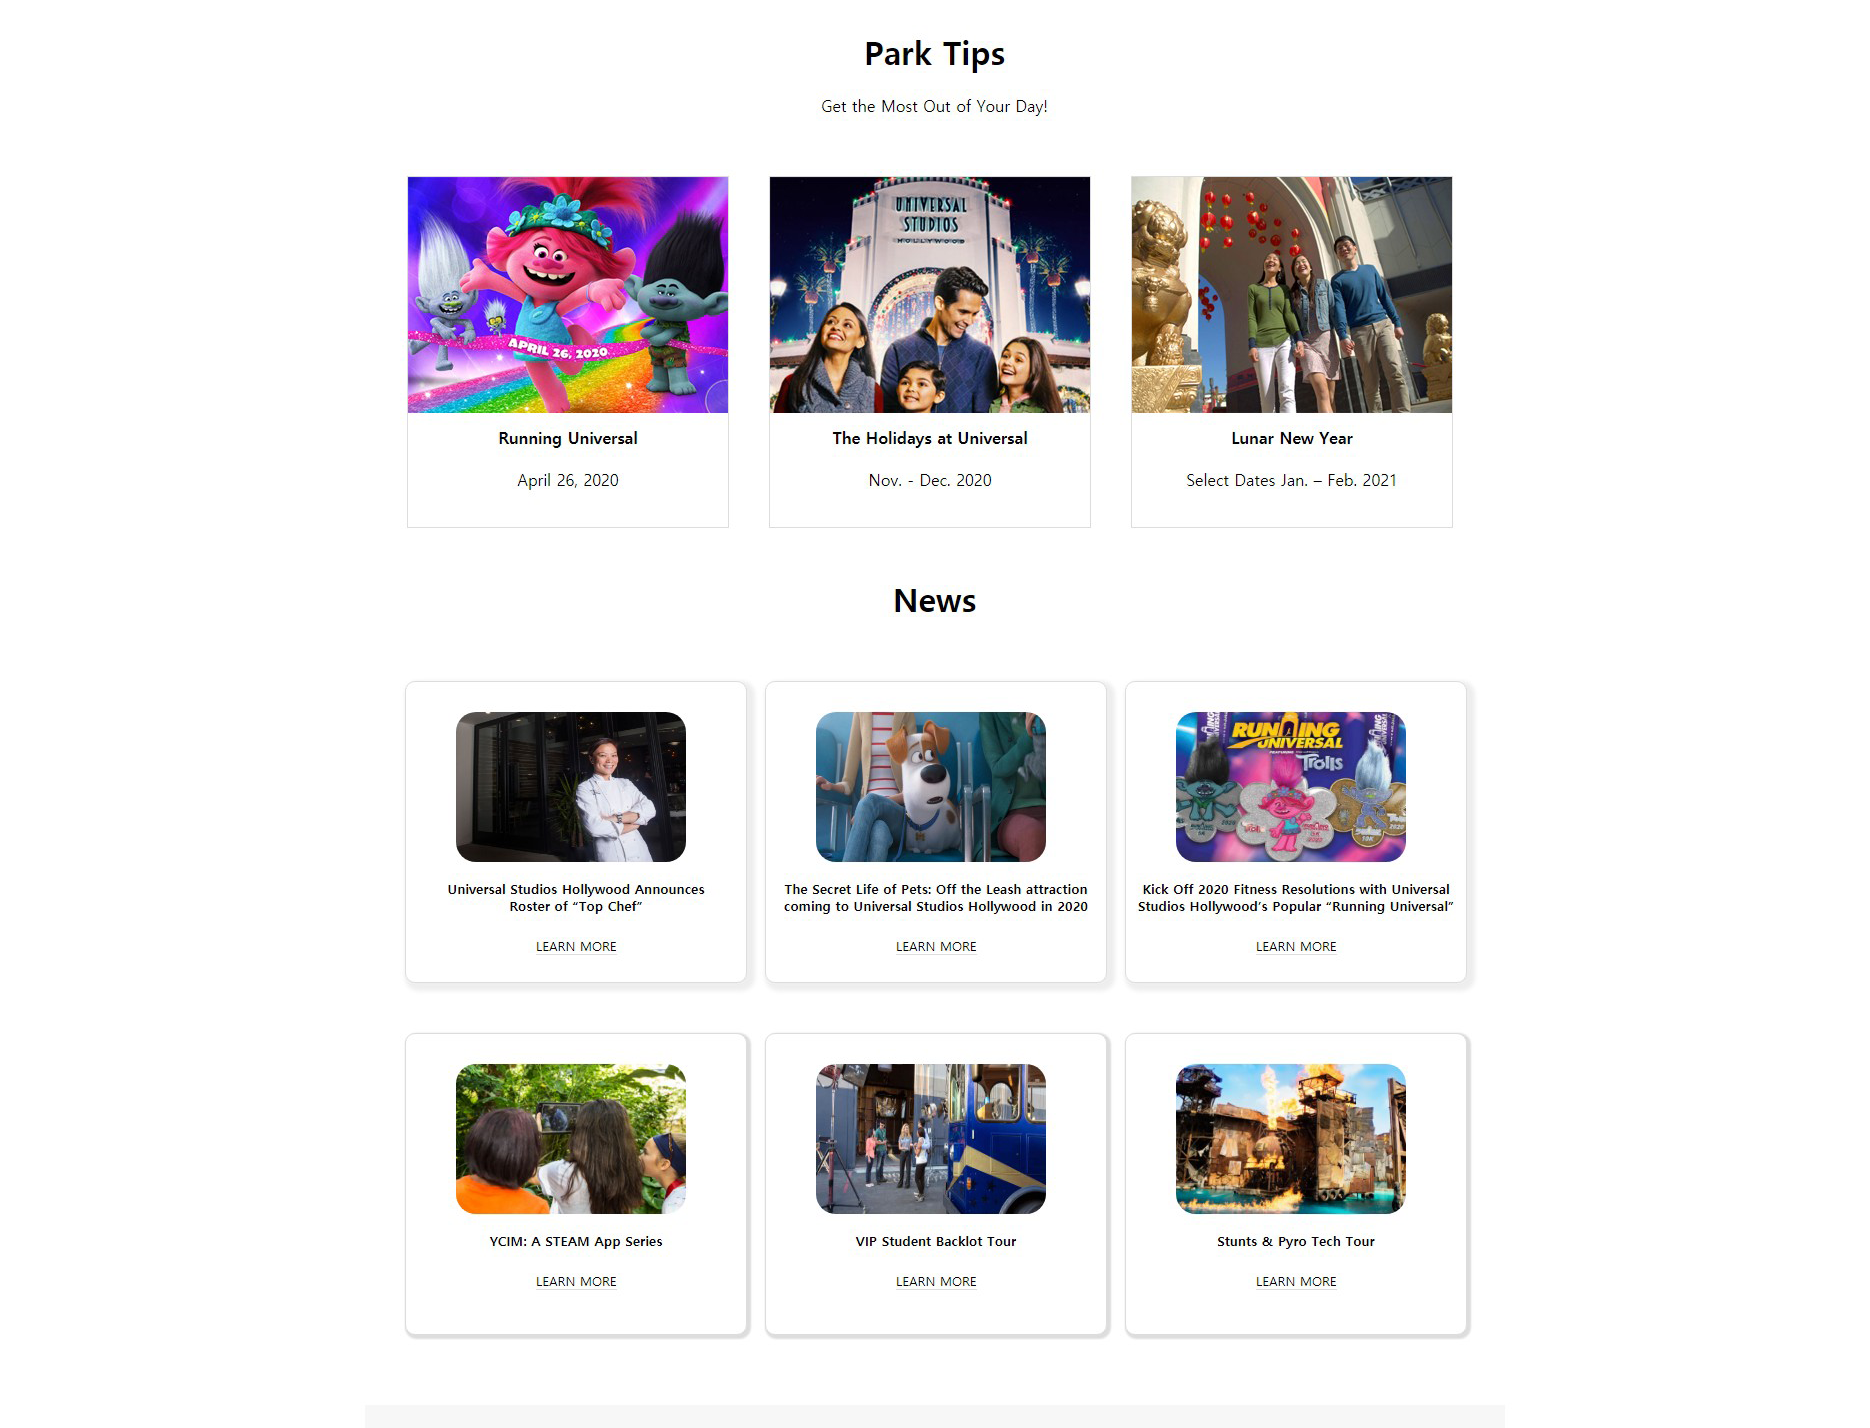 Park Tips
Get the Most Out of Your Day!
APRIL 26, 2020
UNIVERSAL
STUDIOS
HOLLYWOOD
Running Universal
April 26, 2020
The Holidays at Universal
Nov. - Dec. 2020
Lunar New Year
Select Dates Jan. – Feb. 2021
News
RUNNING
UNIVERSAL
Trolls
Universal Studios Hollywood Announces
Roster of “Top Chef”
LEARN MORE
The Secret Life of Pets: Off the Leash attraction
coming to Universal Studios Hollywood in 2020
LEARN MORE
Kick Off 2020 Fitness Resolutions with Universal
Studios Hollywood’s Popular “Running Universal”
LEARN MORE
YCIM: A STEAM App Series
LEARN MORE
VIP Student Backlot Tour
LEARN MORE
Stunts & Pyro Tech Tour
LEARN MORE